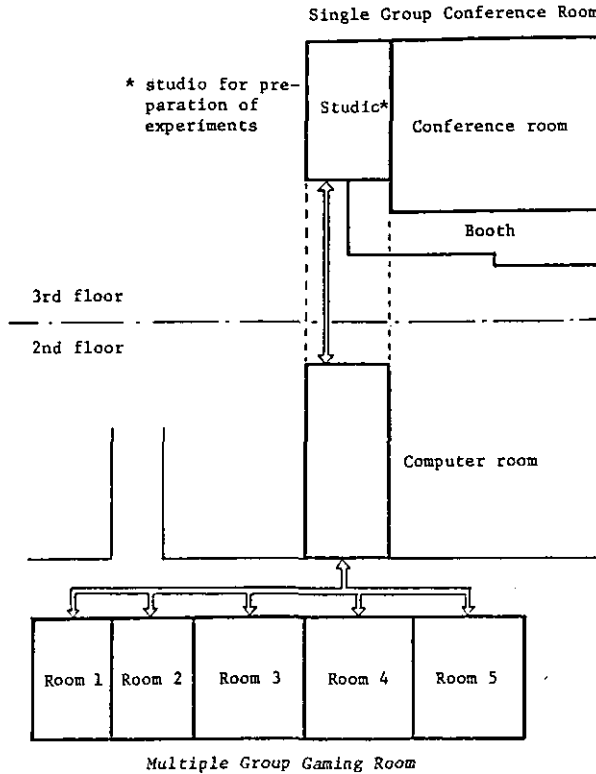 Single Group Conference Room
* studio for pre-
paration of
experiments
Studic*
Conference room
Booth
3rd floor
2nd floor
Computer room
Room 1
Room 2
Room 3
Room 4
Room 5
Multiple Group Gaming Room